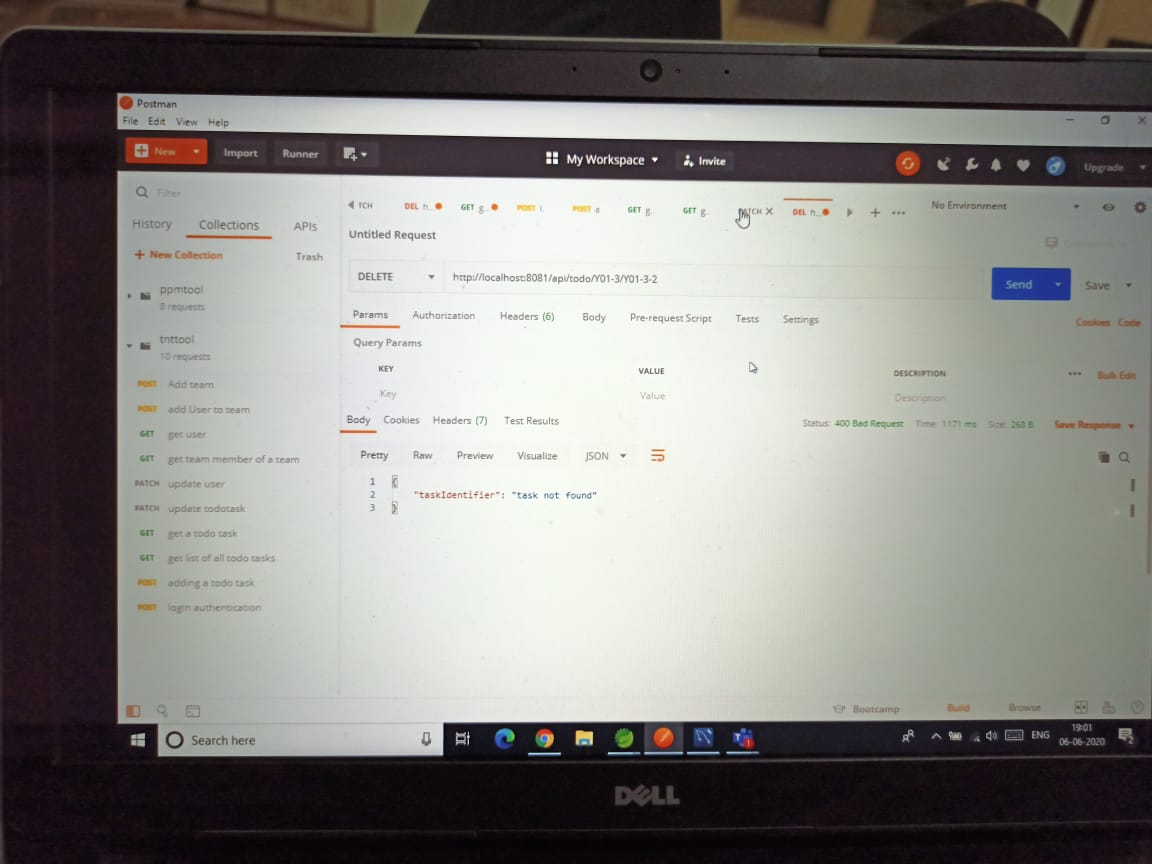 Postman
File Edit View Help
New Import Runner My Workspace Invite Upgrade
Filter
History Collections APIs
+ New Collection Trash
ppmtool
8 requests
tnttool
10 requests
POST Add team
POST add User to team
GET get user
GET get team member of a team
PATCH update user
PATCH update todotask
GET get a todo task
GET get list of all todo tasks
POST adding a todo task
POST login authentication
TCH DEL h... GET g... POST i. POST a GET g. GET g.. ATCH X DEL h... + ••• No Environment
Untitled Request
DELETE http://localhost:8081/api/todo/Y01-3/Y01-3-2 Send Save
Params Authorization Headers (6) Body Pre-request Script Tests Settings Cookies Code
Query Params
KEY VALUE DESCRIPTION ••• Bulk Edit
Key Value Description
Body Cookies Headers (7) Test Results Status: 400 Bad Request Time: 1171 ms Size: 268 B Save Response
Pretty Raw Preview Visualize JSON
1 {
2 "taskIdentifier": "task not found"
3 }
Bootcamp Build Browse
Search here ENG 19:01
06-06-2020
DELL